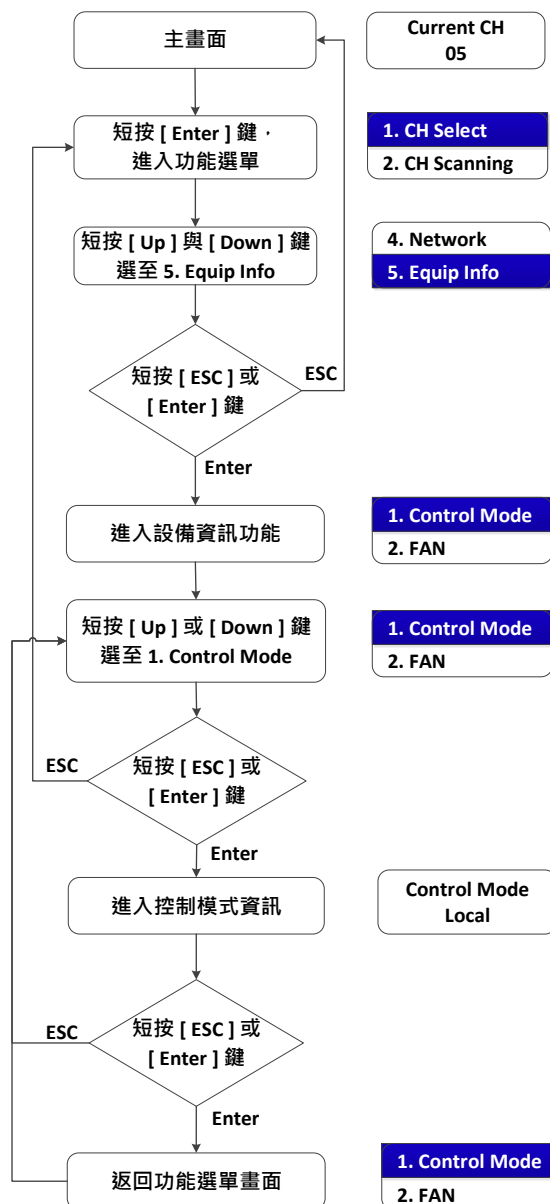 主畫面
Current CH
05
短按 [ Enter ] 鍵，
進入功能選單
1. CH Select
2. CH Scanning
短按 [ Up ] 與 [ Down ] 鍵
選至 5. Equip Info
4. Network
5. Equip Info
短按 [ ESC ] 或
[ Enter ] 鍵
ESC
Enter
進入設備資訊功能
1. Control Mode
2. FAN
短按 [ Up ] 或 [ Down ] 鍵
選至 1. Control Mode
1. Control Mode
2. FAN
ESC
短按 [ ESC ] 或
[ Enter ] 鍵
Enter
進入控制模式資訊
Control Mode
Local
ESC
短按 [ ESC ] 或
[ Enter ] 鍵
Enter
返回功能選單畫面
1. Control Mode
2. FAN